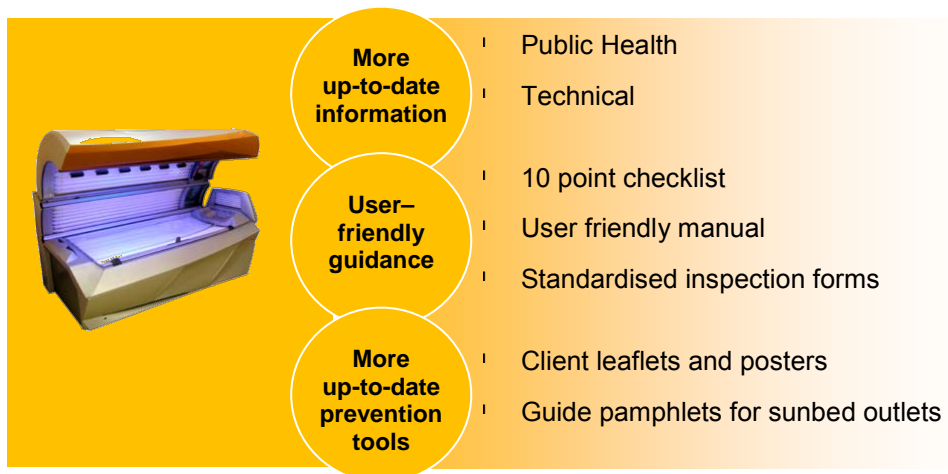 More
up-to-date
information
Public Health
Technical
User–
friendly
guidance
10 point checklist
User friendly manual
Standardised inspection forms
More
up-to-date
prevention
tools
Client leaflets and posters
Guide pamphlets for sunbed outlets